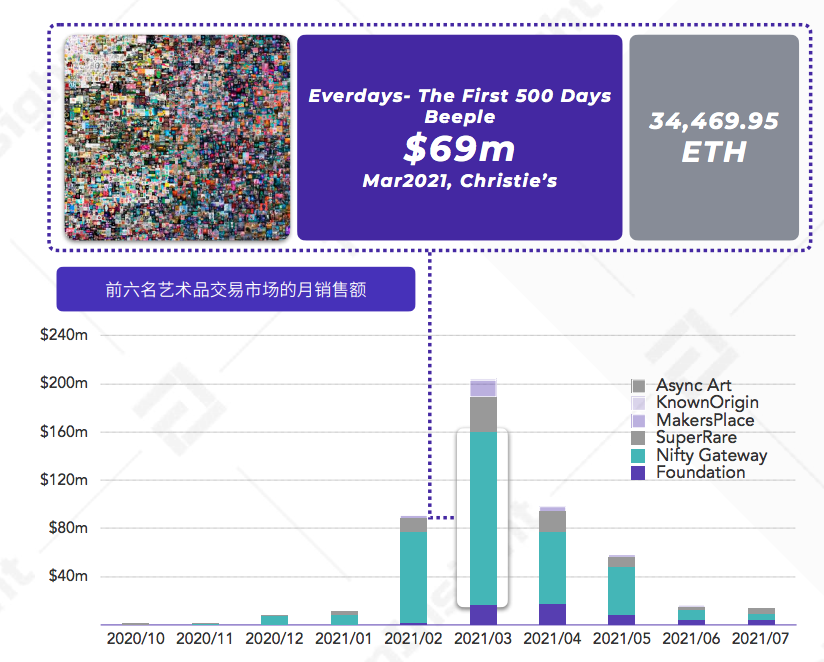 Everdays- The First 500 Days
Beeple
$69m
Mar2021, Christie's
34,469.95
ETH
前六名艺术品交易市场的月销售额
$240m
$200m
$160m
$120m
$80m
$40m
Async Art
KnownOrigin
MakersPlace
SuperRare
Nifty Gateway
Foundation
2020/10 2020/11 2020/12 2021/01 2021/02 2021/03 2021/04 2021/05 2021/06 2021/07